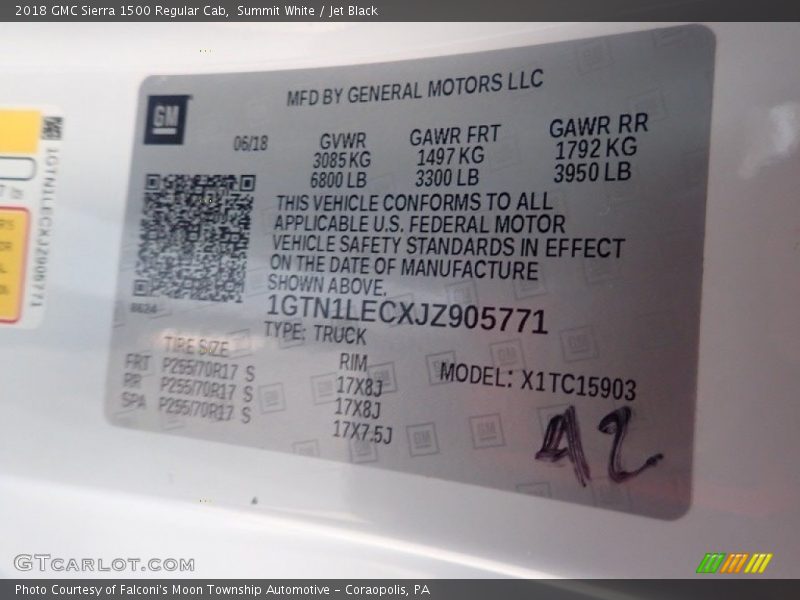 2018 GMC Sierra 1500 Regular Cab,  Summit White / Jet Black
MFD BY GENERAL MOTORS LLC
GM
06/18
GVWR GAWR FRT GAWR RR
3085 KG 1497 KG 1792 KG
6800 LB 3300 LB 3950 LB
THIS VEHICLE CONFORMS TO ALL
APPLICABLE U.S. FEDERAL MOTOR
VEHICLE SAFETY STANDARDS IN EFFECT
ON THE DATE OF MANUFACTURE
SHOWN ABOVE.
1GTN1LECXJZ905771
TYPE: TRUCK
TIRE SIZE RIM
MODEL: X1TC15903
FRT P255/70R17 S 17X8J
RR P255/70R17 S 17X8J
SPA P255/70R17 S 17X7.5J
A2
1GTN1LECXJZ905771
GTCARLOT.COM
Photo Courtesy of Falconi's Moon Township Automotive – Coraopolis, PA